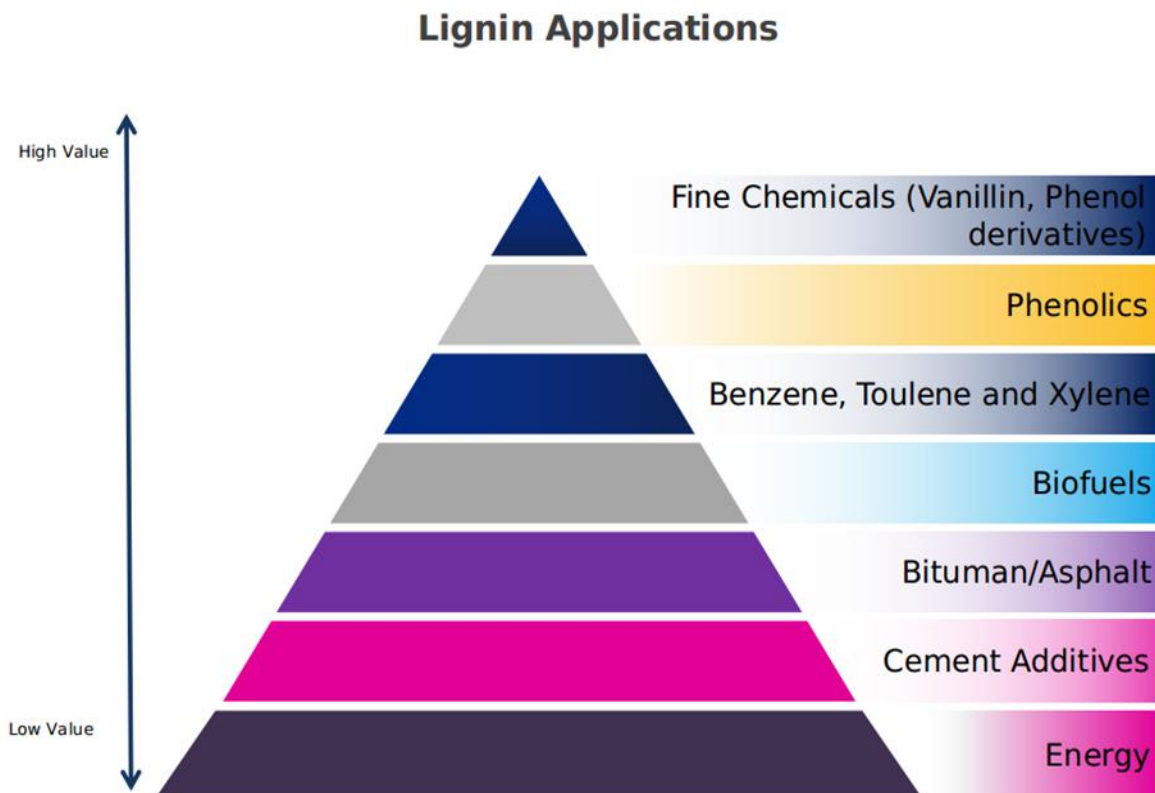 Lignin Applications
High Value
Fine Chemicals (Vanillin, Phenol
derivatives)
Phenolics
Benzene, Toulene and Xylene
Biofuels
Bituman/Asphalt
Cement Additives
Low Value
Energy